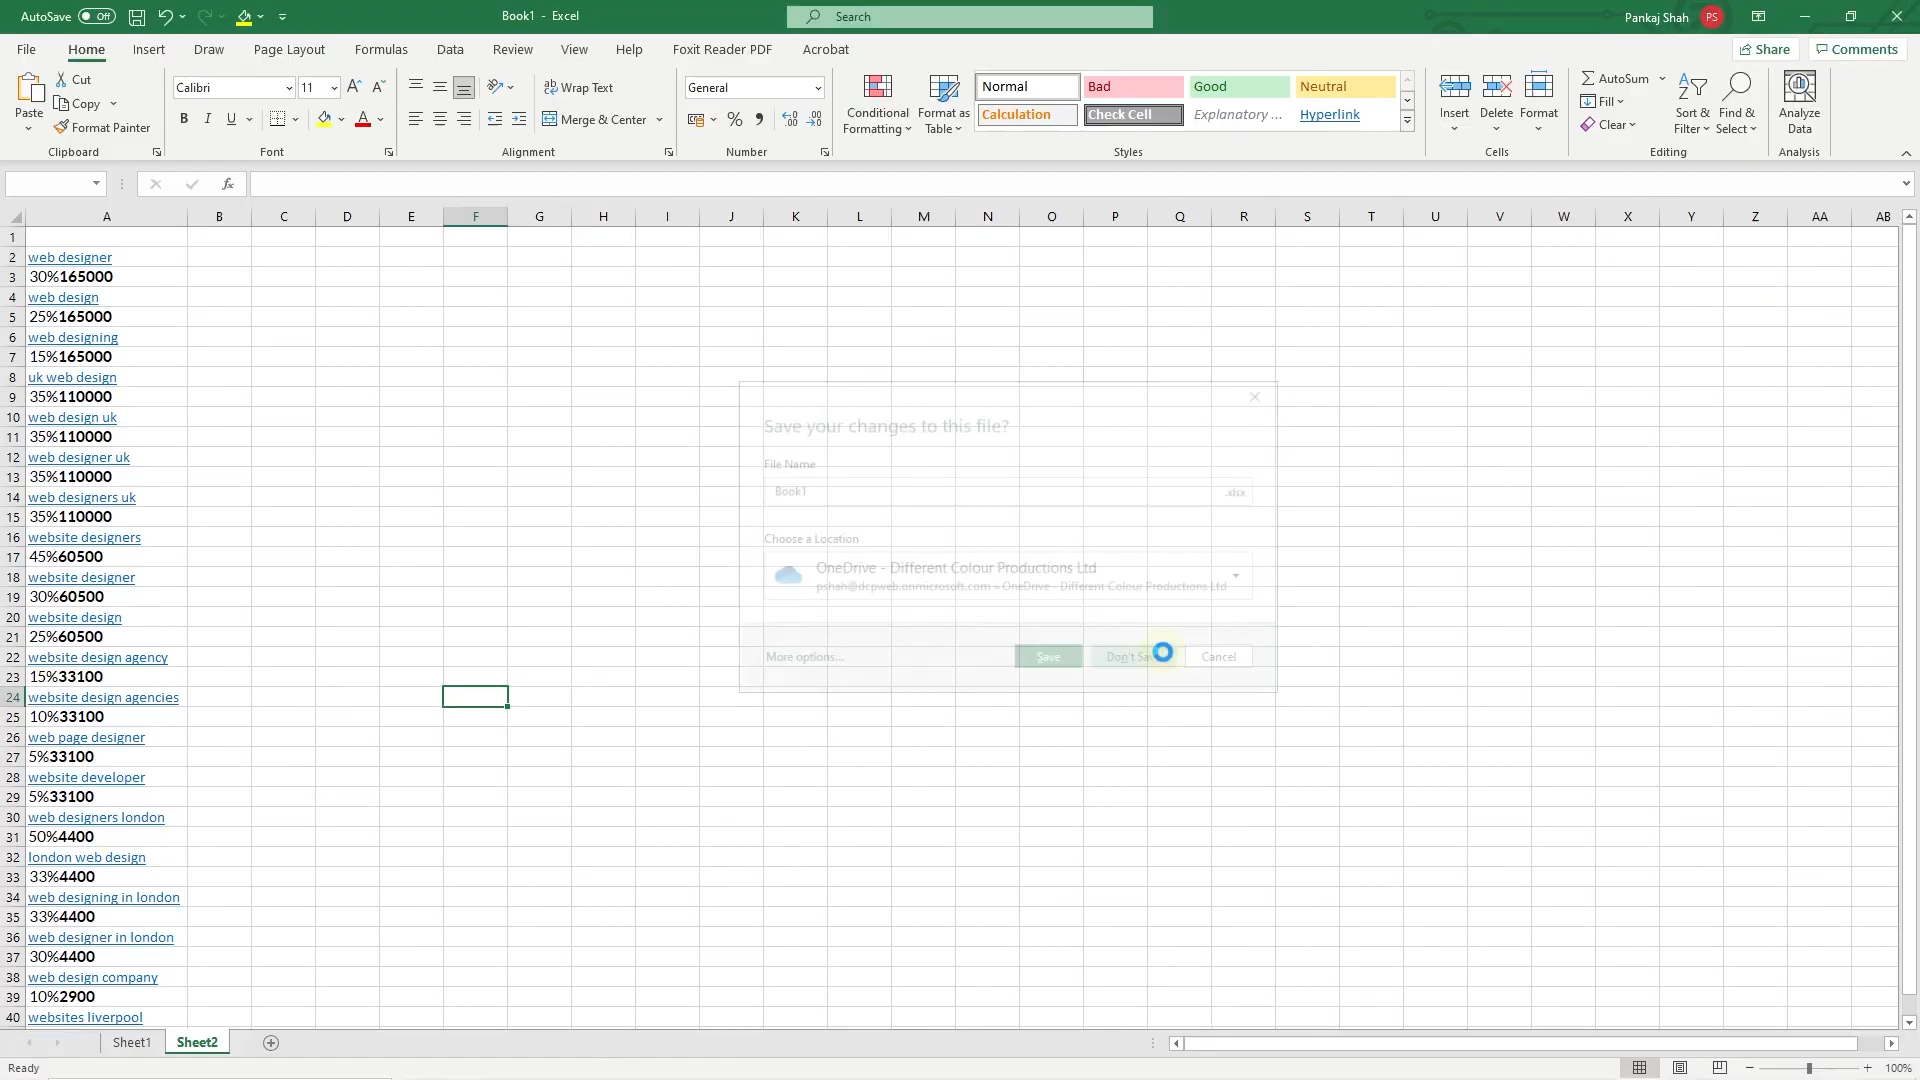 AutoSave Off Book1 - Excel Search Pankaj Shah PS
File Home Insert Draw Page Layout Formulas Data Review View Help Foxit Reader PDF Acrobat Share Comments
Paste Cut Copy Format Painter Clipboard
Calibri 11 A A B I U A Font
Wrap Text Merge & Center Alignment
General % Number
Conditional Formatting Format as Table Normal Bad Good Neutral
Calculation Check Cell Explanatory ... Hyperlink Styles
Insert Delete Format Cells
AutoSum Fill Clear Sort & Filter Find & Select Editing
Analyze Data Analysis
fx
A B C D E F G H I J K L M N O P Q R S T U V W X Y Z AA AB
1
2 web designer
3 30%165000
4 web design
5 25%165000
6 web designing
7 15%165000
8 uk web design
9 35%110000
10 web design uk
11 35%110000
12 web designer uk
13 35%110000
14 web designers uk
15 35%110000
16 website designers
17 45%60500
18 website designer
19 30%60500
20 website design
21 25%60500
22 website design agency
23 15%33100
24 website design agencies
25 10%33100
26 web page designer
27 5%33100
28 website developer
29 5%33100
30 web designers london
31 50%4400
32 london web design
33 33%4400
34 web designing in london
35 33%4400
36 web designer in london
37 30%4400
38 web design company
39 10%2900
40 websites liverpool
Save your changes to this file?
File Name
Book1 .xlsx
Choose a Location
OneDrive - Different Colour Productions Ltd
pshah@dcpweb.onmicrosoft.com » OneDrive - Different Colour Productions Ltd
More options... Save Don't Sa Cancel
Sheet1 Sheet2
Ready 100%